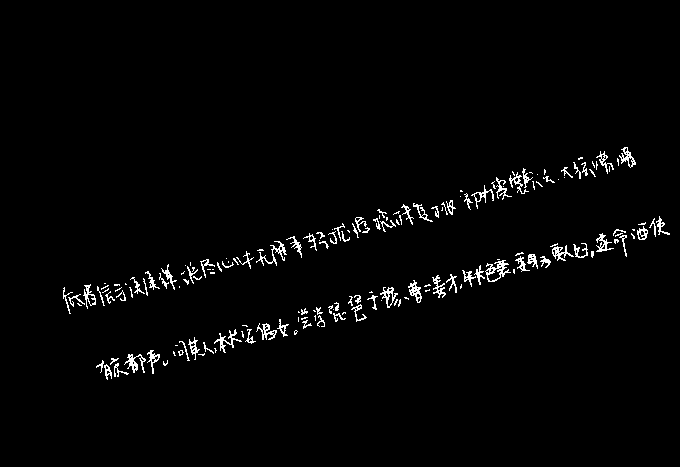 低眉信手续续弹.说尽心中无限事轻拢慢捻抹复挑 初为霓裳后六幺 大弦嘈嘈
有京都声。问其人本长安倡女。尝学琵琶于穆、曹二善才,年长色衰,委身为贾人妇,遂命酒使